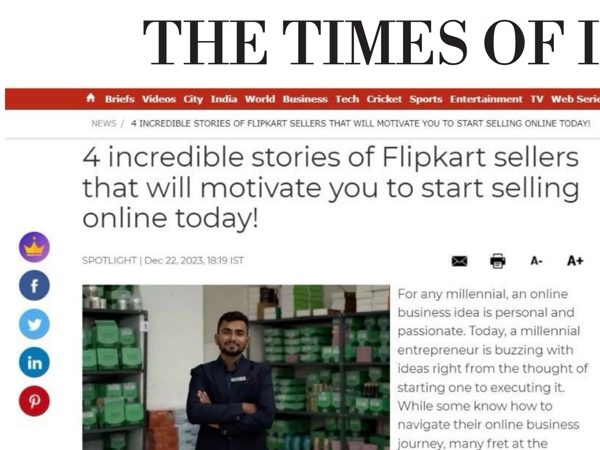 THE TIMES OF I
Briefs Videos City India World Business Tech Cricket Sports Entertainment TV Web Serie
NEWS / 4 INCREDIBLE STORIES OF FLIPKART SELLERS THAT WILL MOTIVATE YOU TO START SELLING ONLINE TODAY!
4 incredible stories of Flipkart sellers
that will motivate you to start selling
online today!
SPOTLIGHT | Dec 22, 2023, 18:19 IST
A- A+
f
in
For any millennial, an online
business idea is personal and
passionate. Today, a millennial
entrepreneur is buzzing with
ideas right from the thought of
starting one to executing it.
While some know how to
navigate their online business
journey, many fret at the